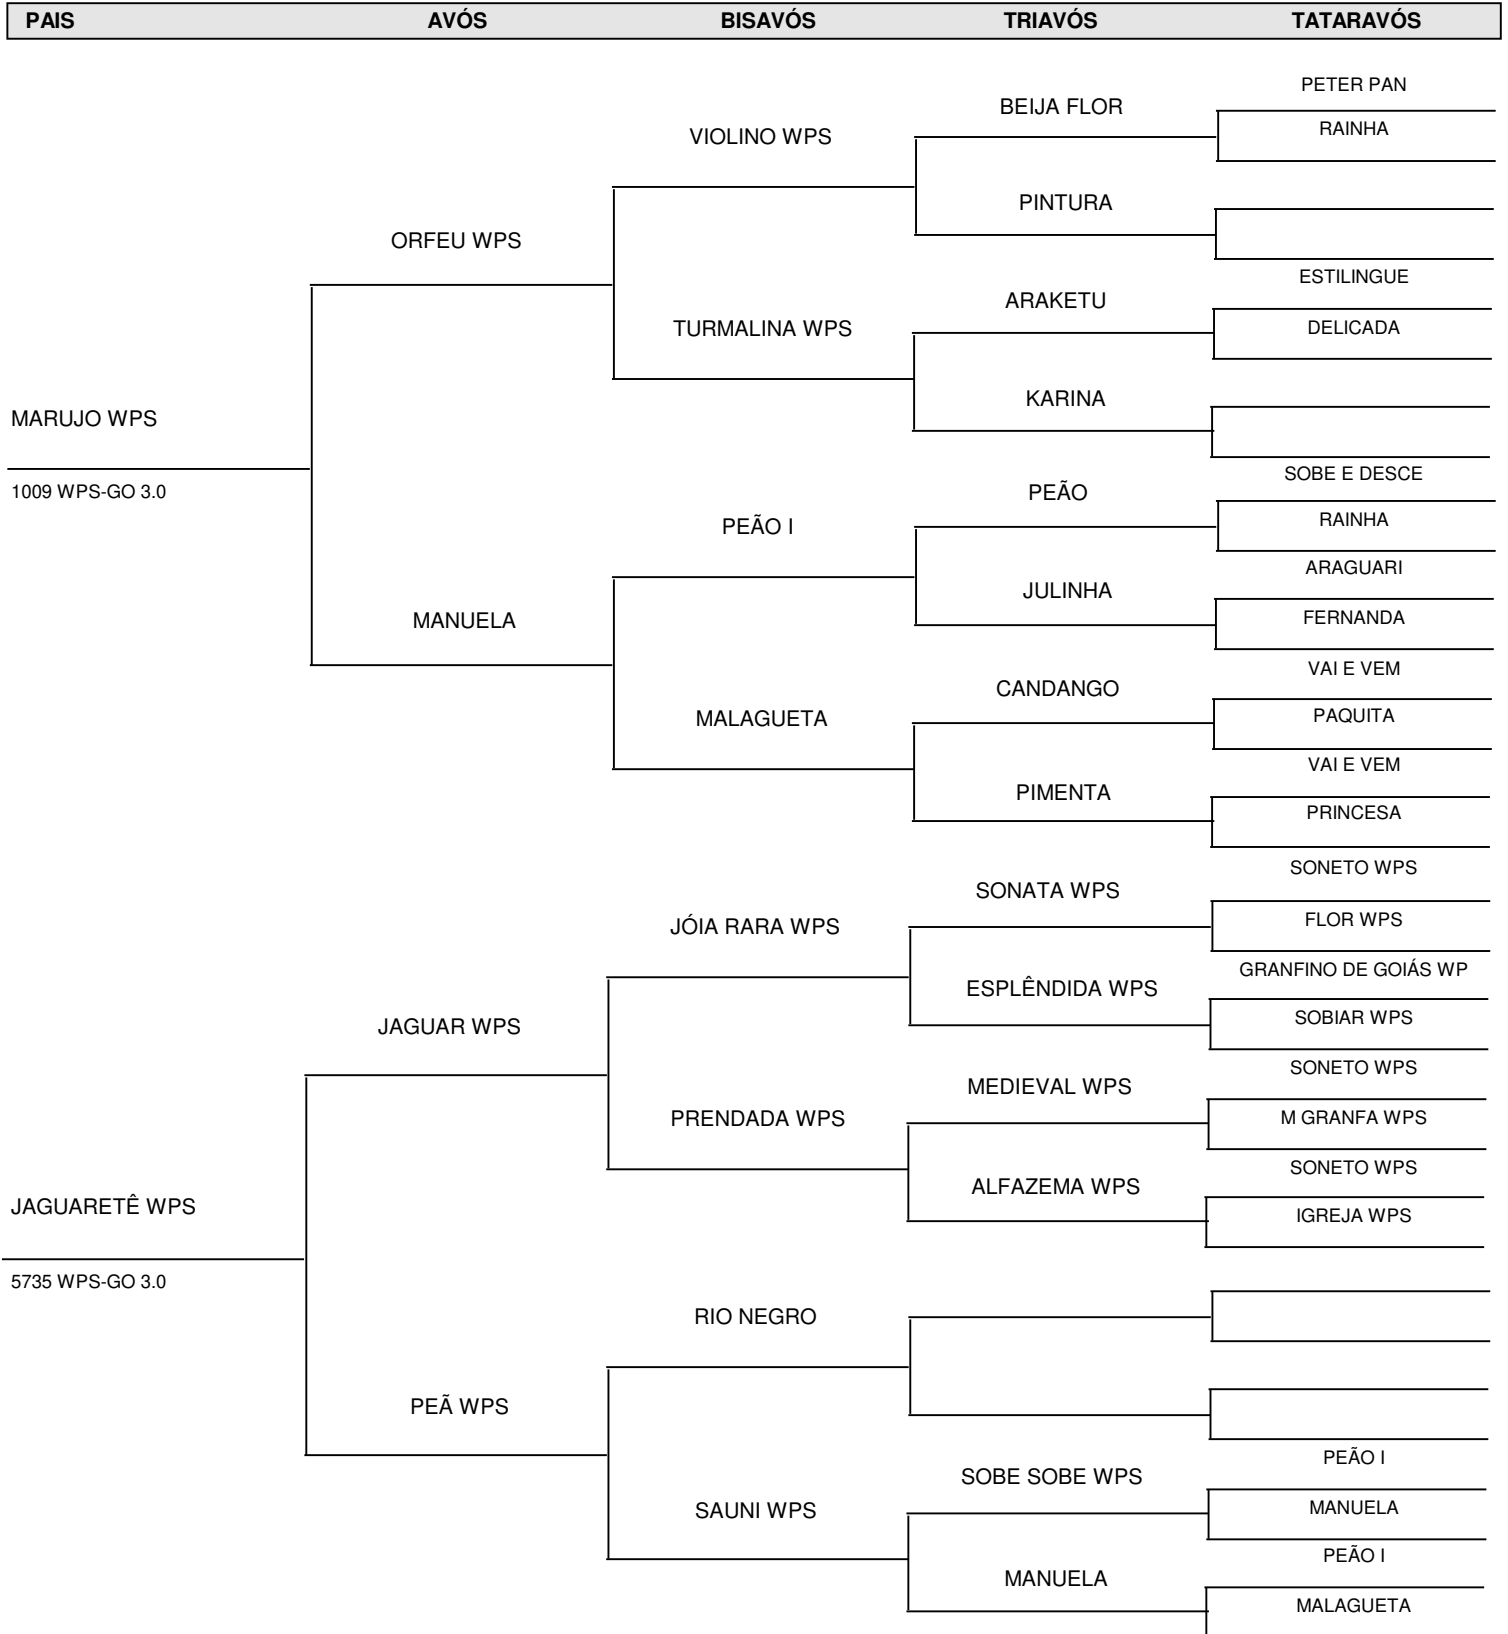 PAIS AVÓS BISAVÓS TRIAVÓS TATARAVÓS
PETER PAN
BEIJA FLOR
RAINHA
VIOLINO WPS
PINTURA
ORFEU WPS
ESTILINGUE
ARAKETU
TURMALINA WPS
DELICADA
KARINA
MARUJO WPS
SOBE E DESCE
1009 WPS-GO 3.0
PEÃO
RAINHA
PEÃO I
ARAGUARI
JULINHA
MANUELA
FERNANDA
VAI E VEM
CANDANGO
MALAGUETA
PAQUITA
VAI E VEM
PIMENTA
PRINCESA
SONETO WPS
SONATA WPS
JÓIA RARA WPS
FLOR WPS
GRANFINO DE GOIÁS WP
ESPLÊNDIDA WPS
JAGUAR WPS
SOBIAR WPS
SONETO WPS
MEDIEVAL WPS
PRENDADA WPS
M GRANFA WPS
SONETO WPS
ALFAZEMA WPS
JAGUARETÊ WPS
IGREJA WPS
5735 WPS-GO 3.0
RIO NEGRO
PEÃ WPS
PEÃO I
SOBE SOBE WPS
SAUNI WPS
MANUELA
PEÃO I
MANUELA
MALAGUETA